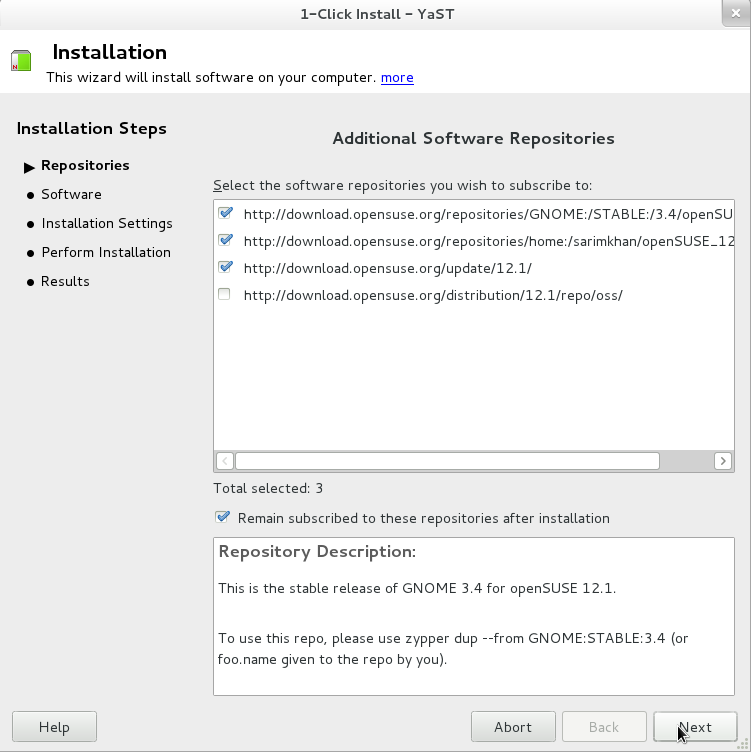 1-Click Install - YaST
Installation
This wizard will install software on your computer. more
Installation Steps
Repositories
Software
Installation Settings
Perform Installation
Results
Additional Software Repositories
Select the software repositories you wish to subscribe to:
http://download.opensuse.org/repositories/GNOME:/STABLE:/3.4/openSU
http://download.opensuse.org/repositories/home:/sarimkhan/openSUSE_12
http://download.opensuse.org/update/12.1/
http://download.opensuse.org/distribution/12.1/repo/oss/
Total selected: 3
Remain subscribed to these repositories after installation
Repository Description:
This is the stable release of GNOME 3.4 for openSUSE 12.1.
To use this repo, please use zypper dup --from GNOME:STABLE:3.4 (or
foo.name given to the repo by you).
Help
Abort
Back
Next